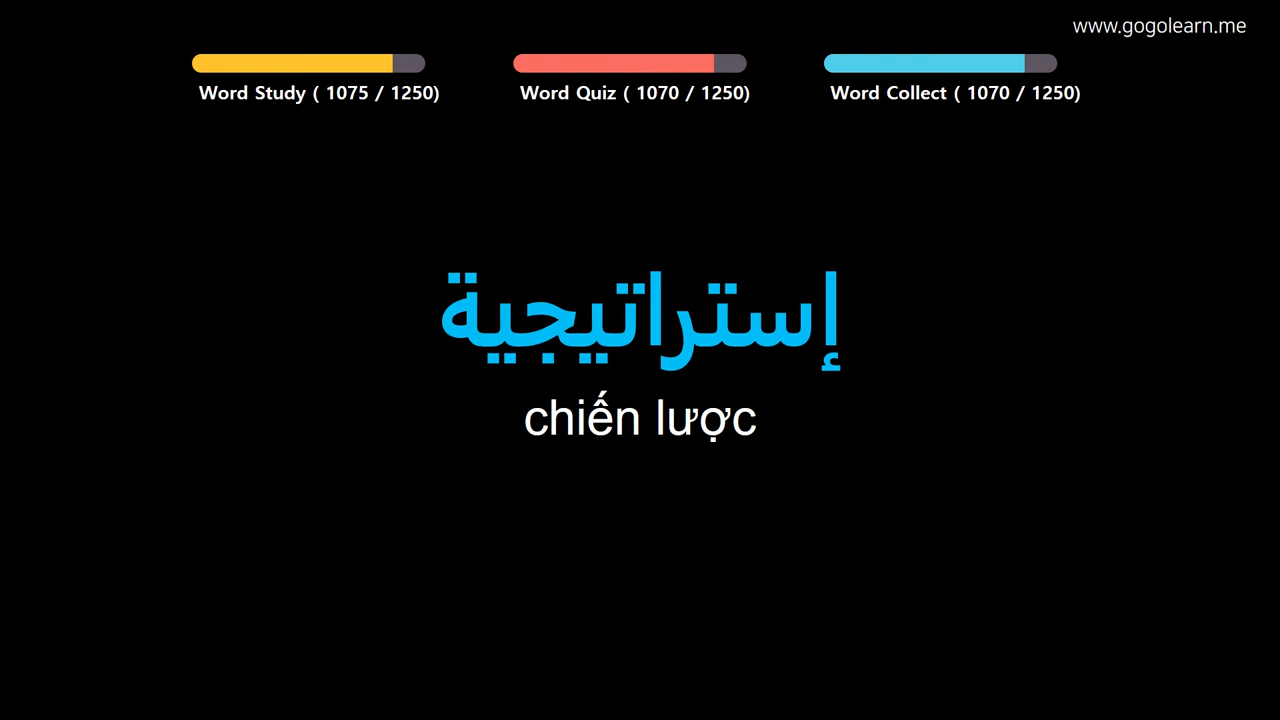 www.gogolearn.me
Word Study ( 1075 / 1250)
Word Quiz ( 1070 / 1250)
Word Collect ( 1070 / 1250)
إستراتيجية
chiến lược